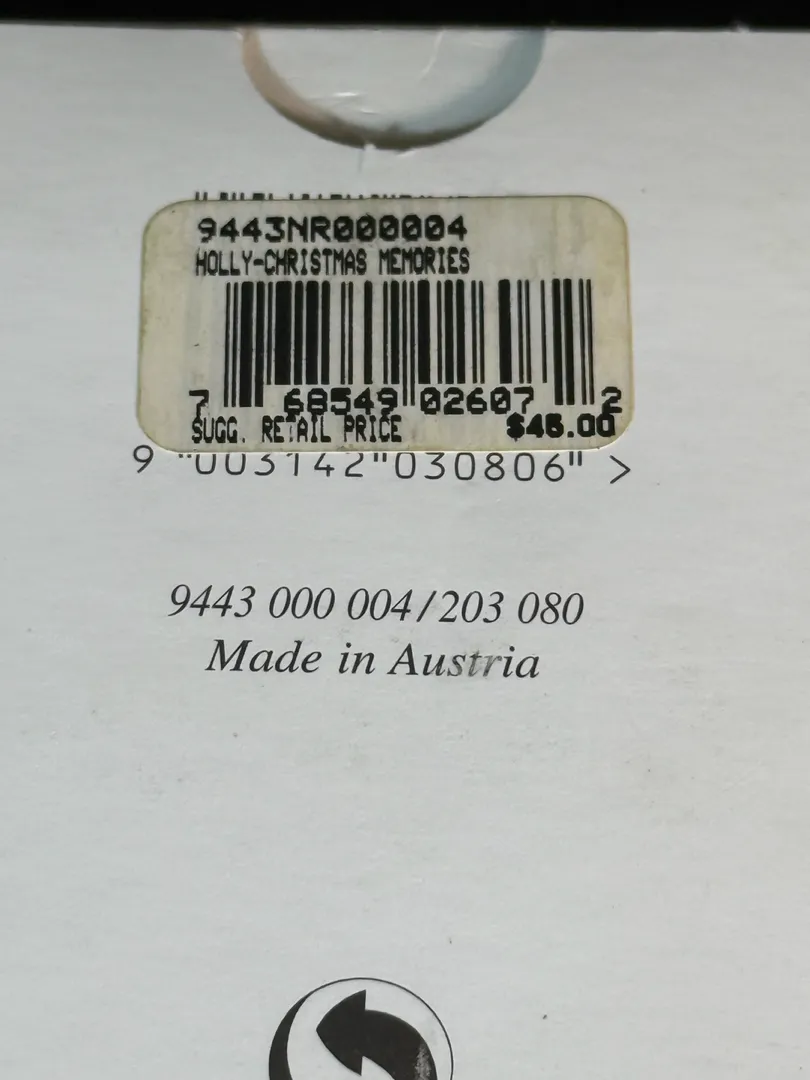 9443NR000004
HOLLY-CHRISTMAS MEMORIES
7 68549 02607 2
SUGG. RETAIL PRICE $45.00
9 "003142"030806" >
9443 000 004/203 080
Made in Austria